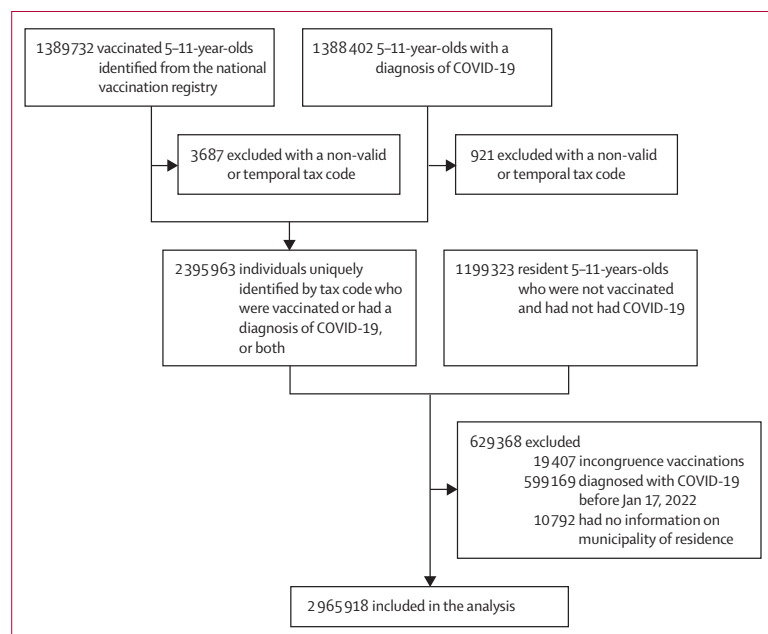 1389732 vaccinated 5–11-year-olds
identified from the national
vaccination registry
1388402 5–11-year-olds with a
diagnosis of COVID-19
3687 excluded with a non-valid
or temporal tax code
921 excluded with a non-valid
or temporal tax code
2395963 individuals uniquely
identified by tax code who
were vaccinated or had a
diagnosis of COVID-19,
or both
1199323 resident 5–11-years-olds
who were not vaccinated
and had not had COVID-19
629368 excluded
19407 incongruence vaccinations
599169 diagnosed with COVID-19
before Jan 17, 2022
10792 had no information on
municipality of residence
2965918 included in the analysis